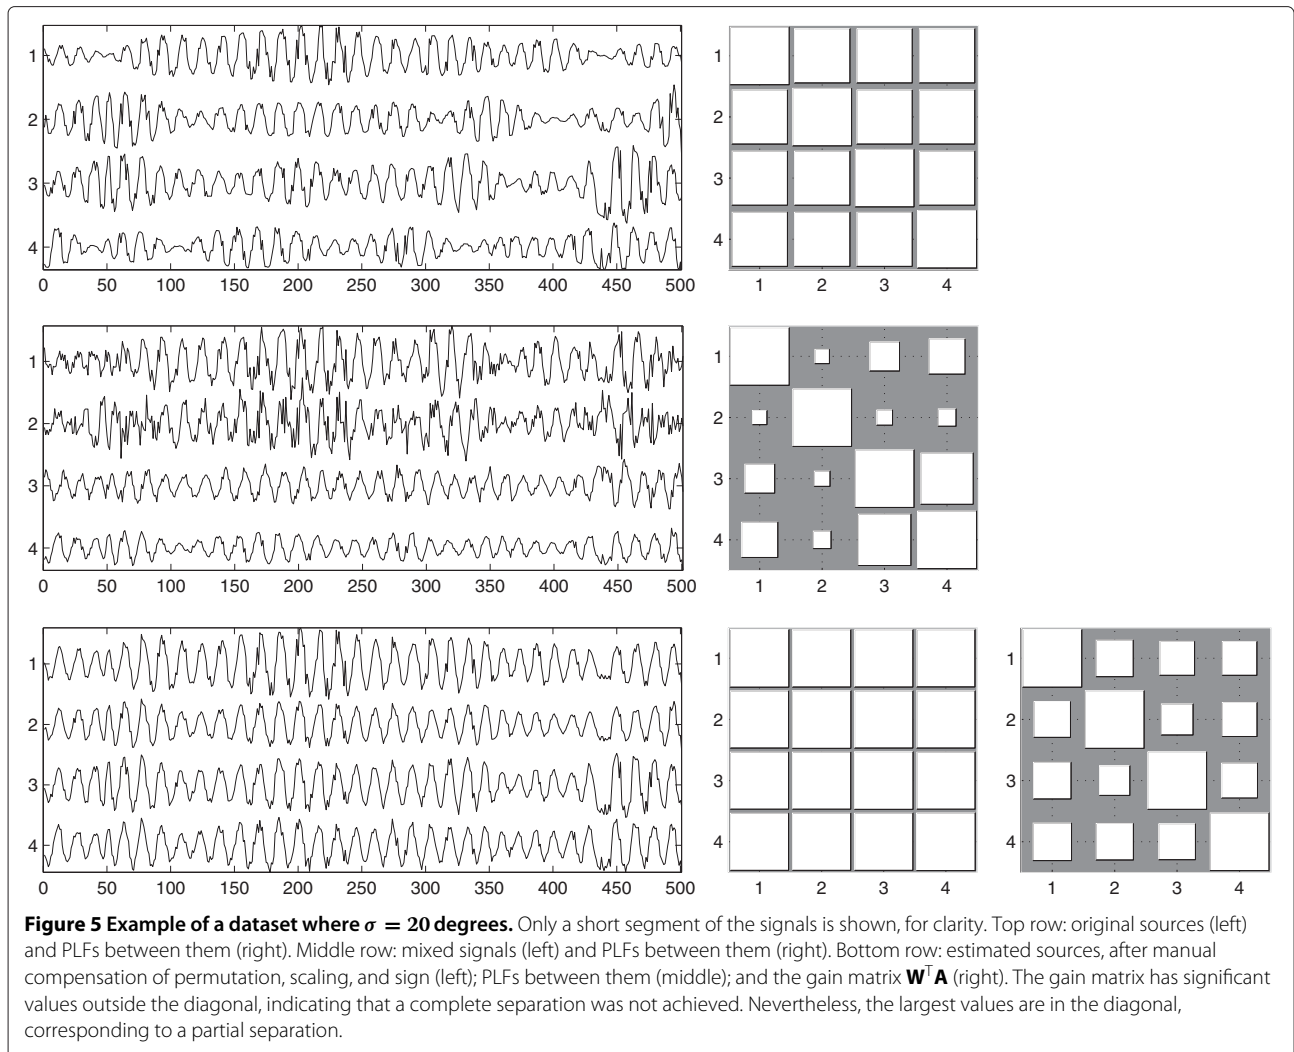 1
2
3
4
0 50 100 150 200 250 300 350 400 450 500
1
2
3
4
1 2 3 4
1
2
3
4
0 50 100 150 200 250 300 350 400 450 500
1
2
3
4
1 2 3 4
1
2
3
4
0 50 100 150 200 250 300 350 400 450 500
1
2
3
4
1 2 3 4
1
2
3
4
1 2 3 4
Figure 5 Example of a dataset where σ = 20 degrees. Only a short segment of the signals is shown, for clarity. Top row: original sources (left)
and PLFs between them (right). Middle row: mixed signals (left) and PLFs between them (right). Bottom row: estimated sources, after manual
compensation of permutation, scaling, and sign (left); PLFs between them (middle); and the gain matrix WᵀA (right). The gain matrix has significant
values outside the diagonal, indicating that a complete separation was not achieved. Nevertheless, the largest values are in the diagonal,
corresponding to a partial separation.